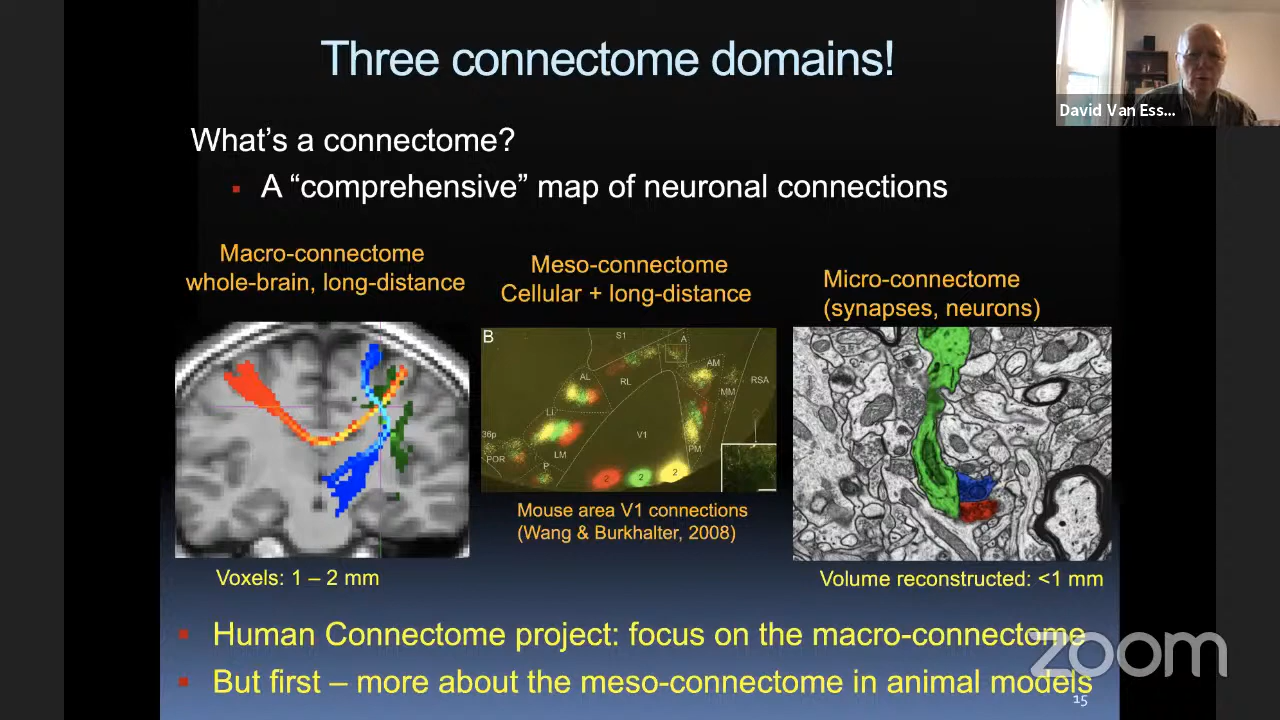 Three connectome domains!
David Van Ess...
What's a connectome?
A “comprehensive” map of neuronal connections
Macro-connectome
whole-brain, long-distance
Meso-connectome
Cellular + long-distance
Micro-connectome
(synapses, neurons)
B
S1
A
AL
RL
AM
MM
RSA
Li
36p
V1
POR
LM
PM
P
2
2
2
Mouse area V1 connections
(Wang & Burkhalter, 2008)
Voxels: 1 – 2 mm
Volume reconstructed: <1 mm
Human Connectome project: focus on the macro-connectome
But first – more about the meso-connectome in animal models
zoom
15